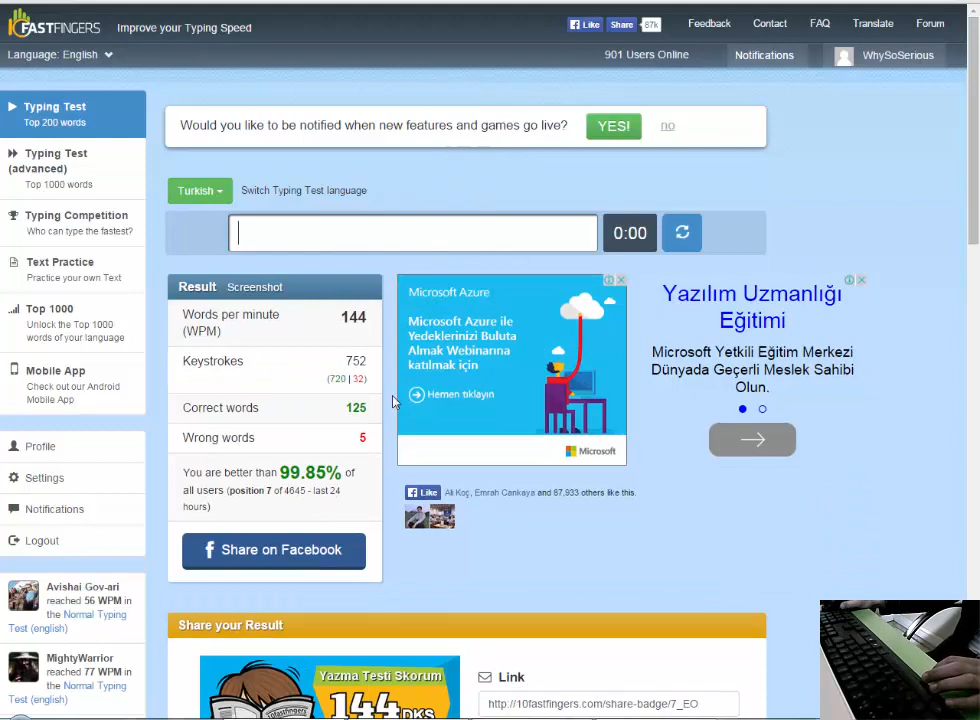 10FASTFINGERS
Improve your Typing Speed
Like
Share
87k
Feedback
Contact
FAQ
Translate
Forum
Language: English
901 Users Online
Notifications
WhySoSerious
Typing Test
Top 200 words
Typing Test
(advanced)
Top 1000 words
Typing Competition
Who can type the fastest?
Text Practice
Practice your own Text
Top 1000
Unlock the Top 1000
words of your language
Mobile App
Check out our Android
Mobile App
Profile
Settings
Notifications
Logout
Avishai Gov-ari
reached 56 WPM in
the Normal Typing
Test (english)
MightyWarrior
reached 77 WPM in
the Normal Typing
Test (english)
Would you like to be notified when new features and games go live?
YES!
no
Turkish
Switch Typing Test language
0:00
Result Screenshot
Words per minute
(WPM)
144
Keystrokes
752
(720 | 32)
Correct words
125
Wrong words
5
You are better than 99.85% of
all users (position 7 of 4645 - last 24
hours)
Share on Facebook
Microsoft Azure
Microsoft Azure ile
Yedeklerinizi Buluta
Almak Webinarına
katılmak için
Hemen tıklayın
Microsoft
Yazılım Uzmanlığı
Eğitimi
Microsoft Yetkili Eğitim Merkezi
Dünyada Geçerli Meslek Sahibi
Olun.
Like
Ali Koç, Emrah Cankaya and 87,933 others like this.
Share your Result
Yazma Testi Skorum
144 DKS
Link
http://10fastfingers.com/share-badge/7_EO